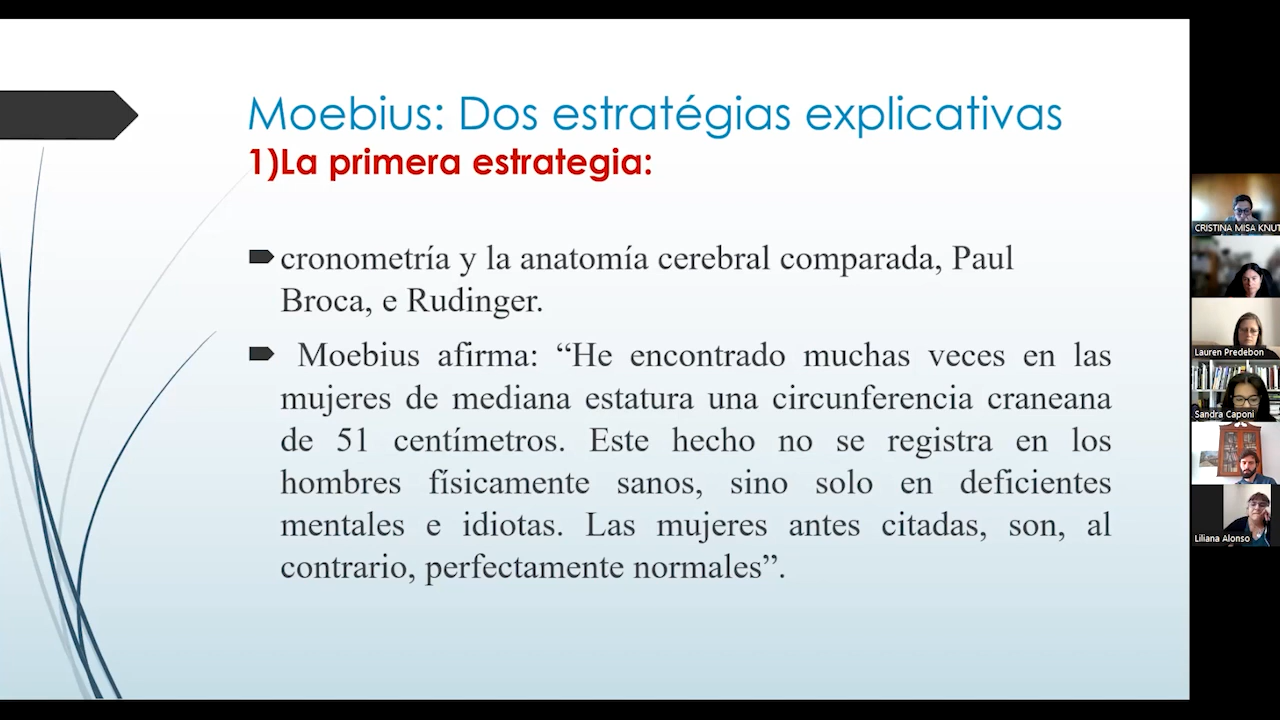 Moebius: Dos estratégias explicativas
1)La primera estrategia:
cronometría y la anatomía cerebral comparada, Paul
Broca, e Rudinger.
Moebius afirma: “He encontrado muchas veces en las
mujeres de mediana estatura una circunferencia craneana
de 51 centímetros. Este hecho no se registra en los
hombres físicamente sanos, sino solo en deficientes
mentales e idiotas. Las mujeres antes citadas, son, al
contrario, perfectamente normales”.
CRISTINA MISA KNUT
Lauren Predebon
Sandra Caponi
Liliana Alonso